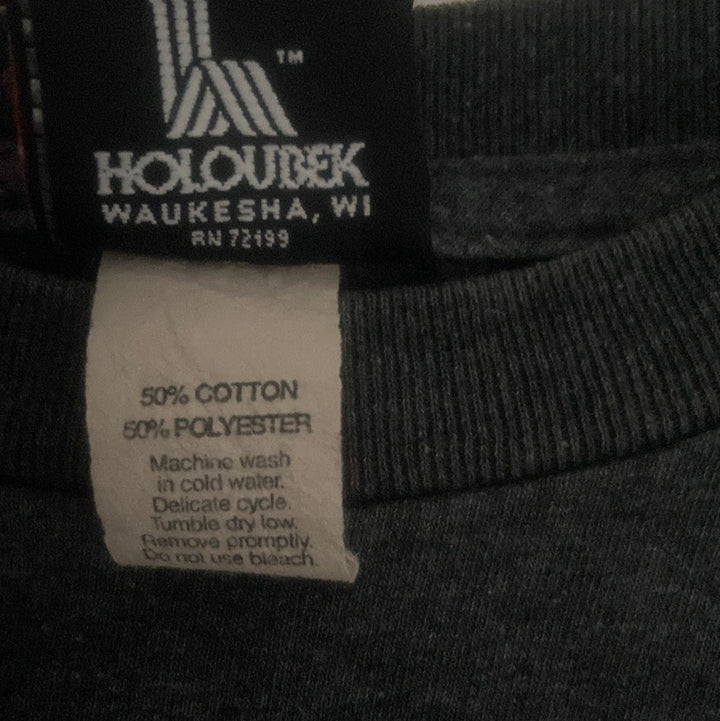 TM
HOLOUBEK
WAUKESHA, WI
RN 72199
50% COTTON
50% POLYESTER
Machine wash
in cold water.
Delicate cycle.
Tumble dry low.
Remove promptly.
Do not use bleach.